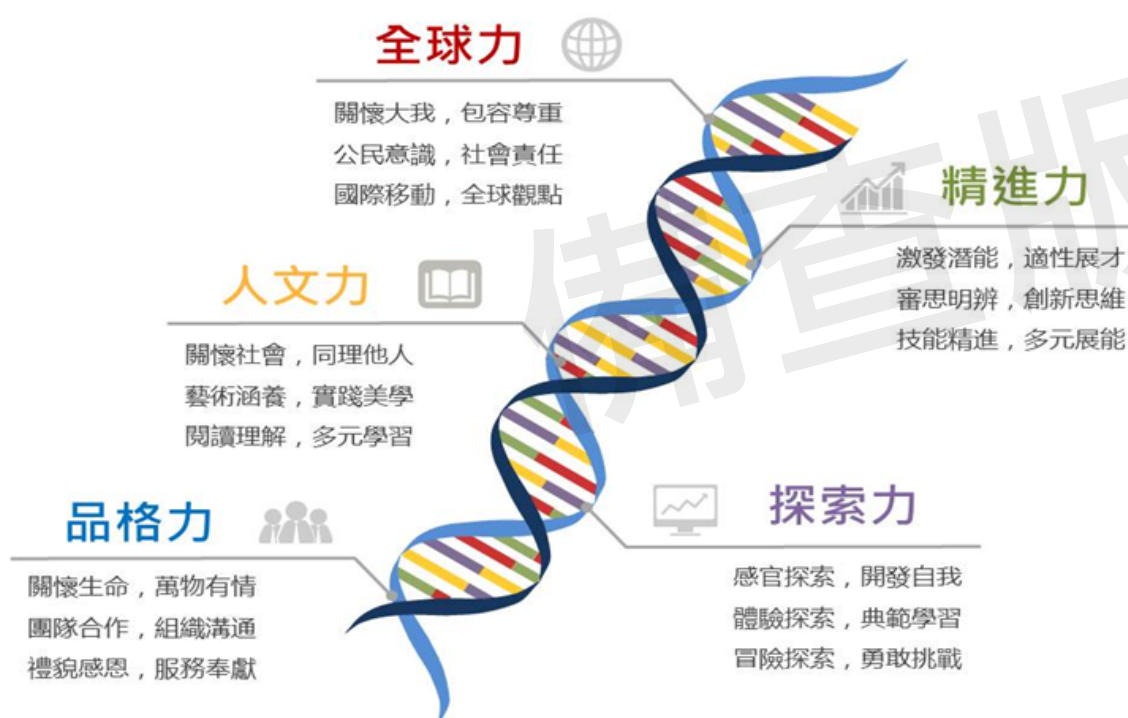 全球力
關懷大我，包容尊重
公民意識，社會責任
國際移動，全球觀點
精進力
激發潛能，適性展才
審思明辨，創新思維
技能精進，多元展能
人文力
關懷社會，同理他人
藝術涵養，實踐美學
閱讀理解，多元學習
品格力
關懷生命，萬物有情
團隊合作，組織溝通
禮貌感恩，服務奉獻
探索力
感官探索，開發自我
體驗探索，典範學習
冒險探索，勇敢挑戰
備查版